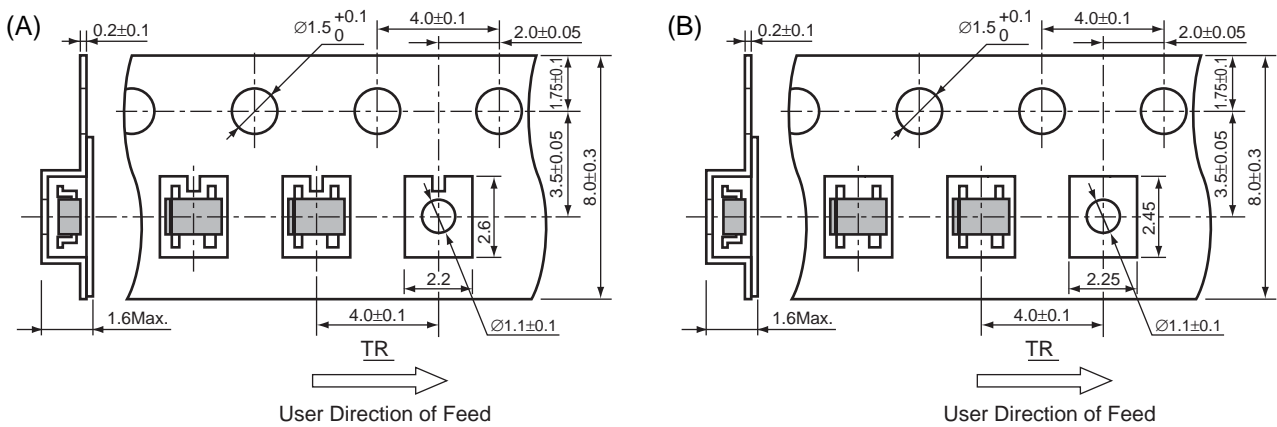 (A)
0.2±0.1
∅1.5 +0.1 0
4.0±0.1
2.0±0.05
1.75±0.1
3.5±0.05
8.0±0.3
2.6
2.2
∅1.1±0.1
4.0±0.1
1.6Max.
TR
User Direction of Feed
(B)
0.2±0.1
∅1.5 +0.1 0
4.0±0.1
2.0±0.05
1.75±0.1
3.5±0.05
8.0±0.3
2.45
2.25
∅1.1±0.1
4.0±0.1
1.6Max.
TR
User Direction of Feed